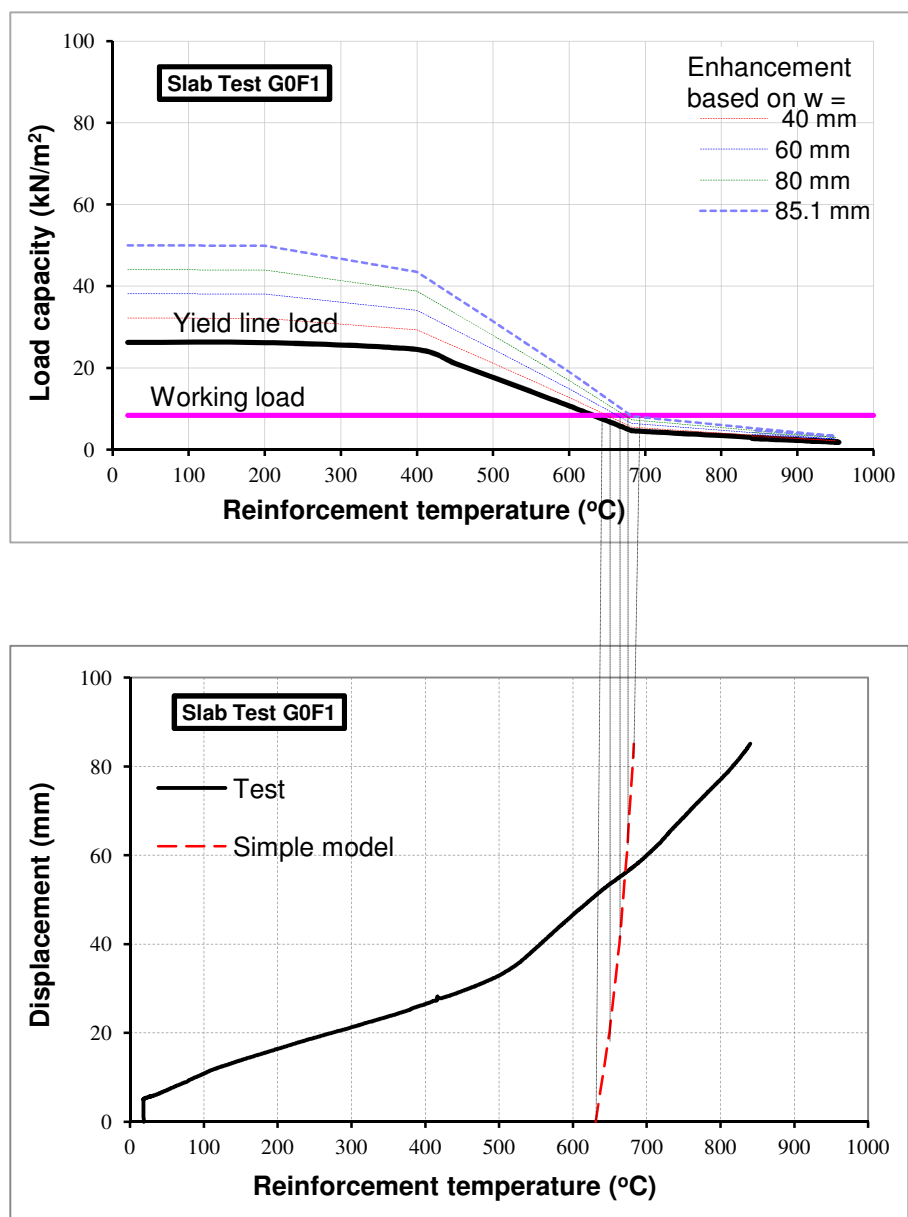 100
80
60
40
20
0
Load capacity (kN/m²)
Slab Test G0F1
Enhancement
based on w =
40 mm
60 mm
80 mm
85.1 mm
Yield line load
Working load
0 100 200 300 400 500 600 700 800 900 1000
Reinforcement temperature (ºC)
100
80
60
40
20
0
Displacement (mm)
Slab Test G0F1
Test
Simple model
0 100 200 300 400 500 600 700 800 900 1000
Reinforcement temperature (ºC)